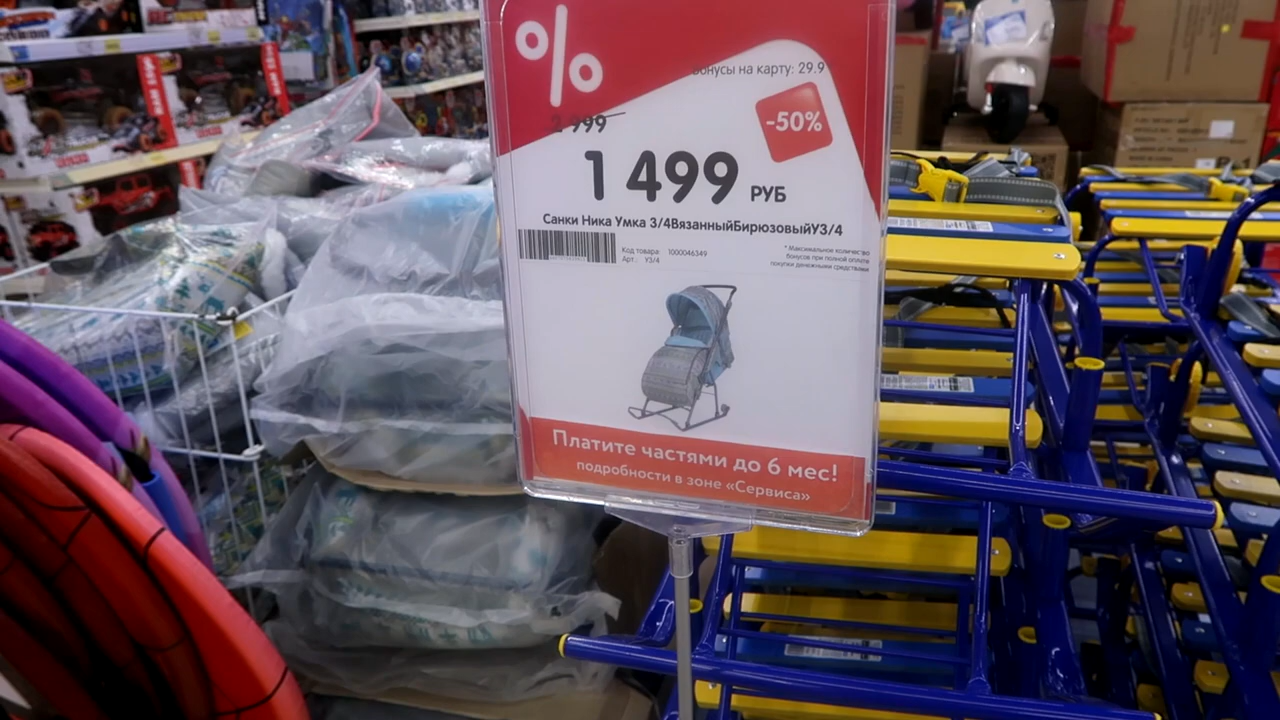 %
бонусы на карту: 29.9
2 999
-50%
1 499 РУБ
Санки Ника Умка 3/4ВязанныйБирюзовыйУ3/4
Код товара 1000046349
Арт.: У3/4
* Максимальное количество
бонусов при полной оплате
покупки денежными средствами
Платите частями до 6 мес!
подробности в зоне «Сервиса»